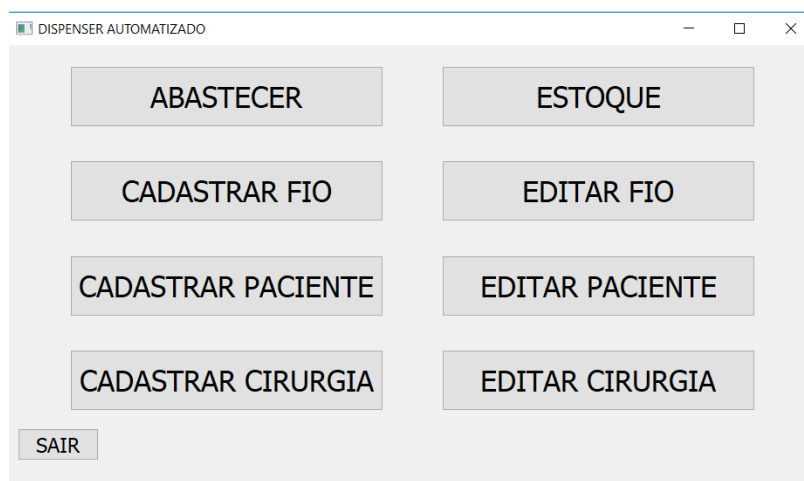 DISPENSER AUTOMATIZADO
ABASTECER
ESTOQUE
CADASTRAR FIO
EDITAR FIO
CADASTRAR PACIENTE
EDITAR PACIENTE
CADASTRAR CIRURGIA
EDITAR CIRURGIA
SAIR